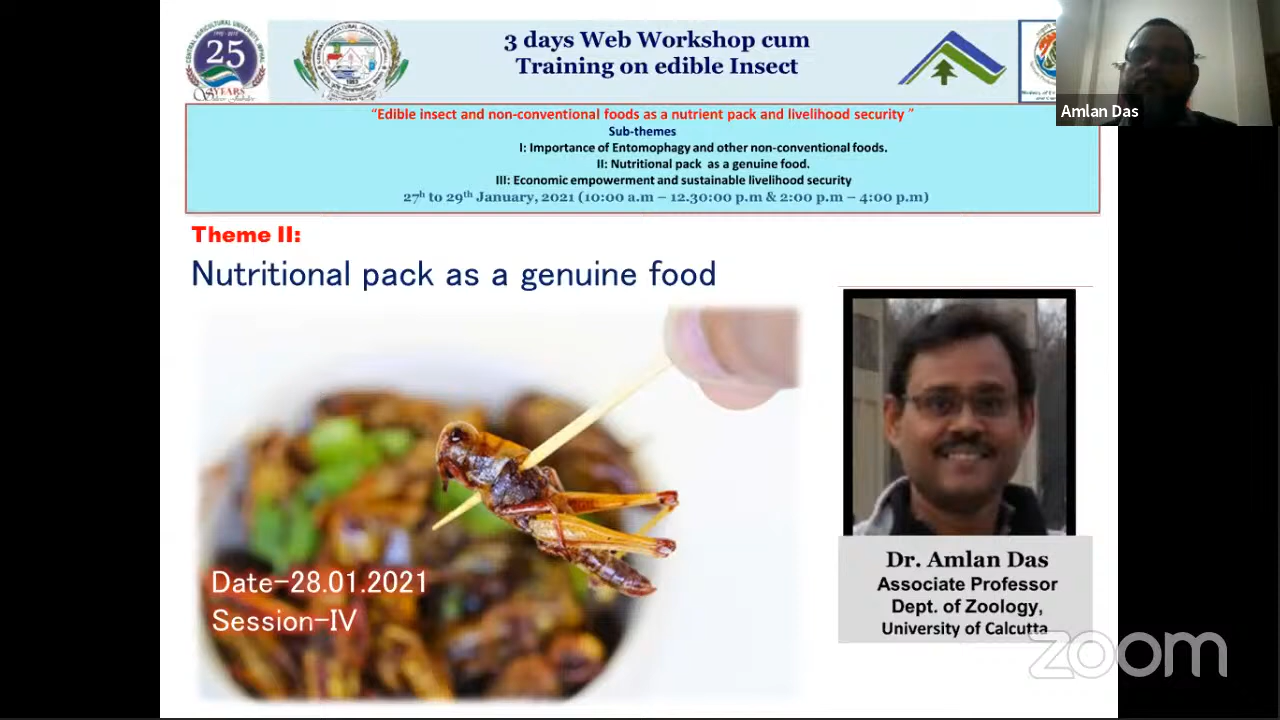 25
YEARS
3 days Web Workshop cum
Training on edible Insect
Amlan Das
“Edible insect and non-conventional foods as a nutrient pack and livelihood security ”
Sub-themes
I: Importance of Entomophagy and other non-conventional foods.
II: Nutritional pack as a genuine food.
III: Economic empowerment and sustainable livelihood security
27h to 29th January, 2021 (10:00 a.m – 12.30:00 p.m & 2:00 p.m – 4:00 p.m)
Theme II:
Nutritional pack as a genuine food
Date-28.01.2021
Session-IV
Dr. Amlan Das
Associate Professor
Dept. of Zoology,
University of Calcutta
zoom